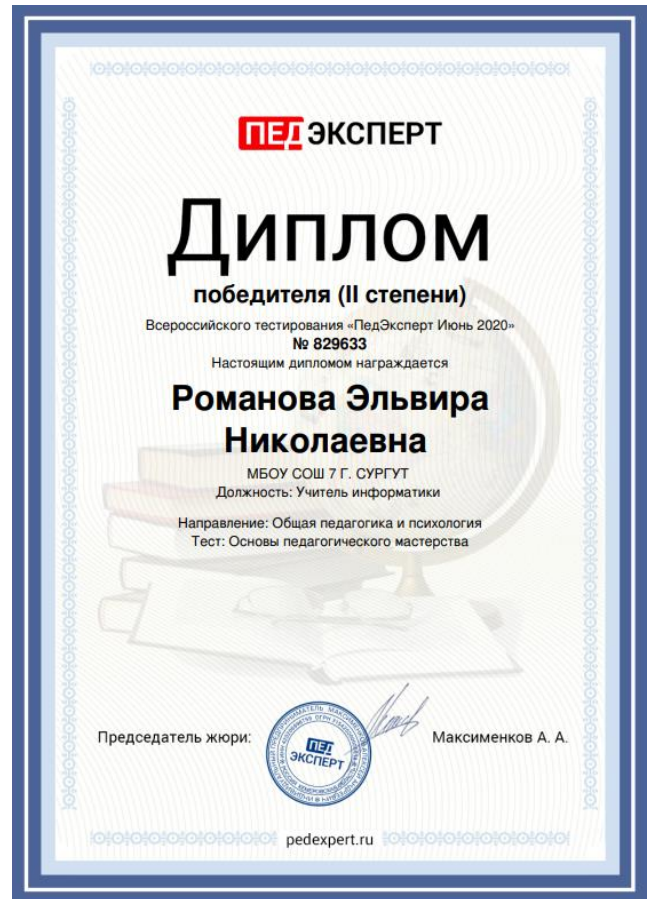 ПЕДЭКСПЕРТ
Диплом
победителя (II степени)
Всероссийского тестирования «ПедЭксперт Июнь 2020»
№ 829633
Настоящим дипломом награждается
Романова Эльвира
Николаевна
МБОУ СОШ 7 Г. СУРГУТ
Должность: Учитель информатики
Направление: Общая педагогика и психология
Тест: Основы педагогического мастерства
Председатель жюри:
ПЕД
ЭКСПЕРТ
Максименков А. А.
pedexpert.ru